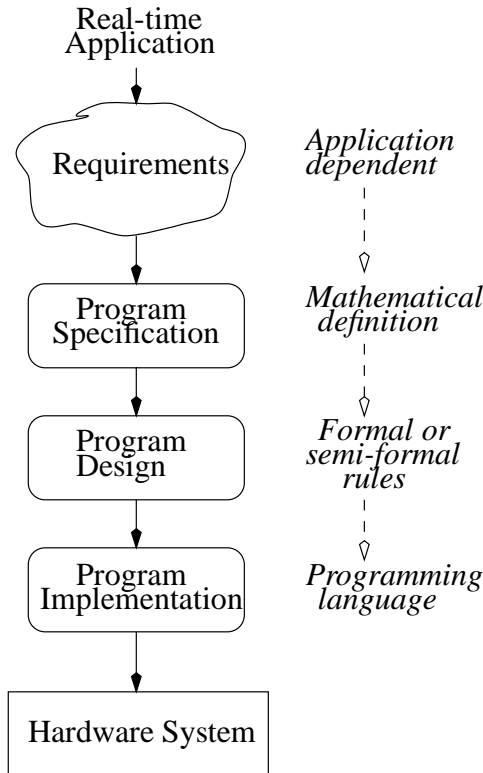 Real-time
Application
Requirements
Application
dependent
Program
Specification
Mathematical
definition
Program
Design
Formal or
semi-formal
rules
Program
Implementation
Programming
language
Hardware System